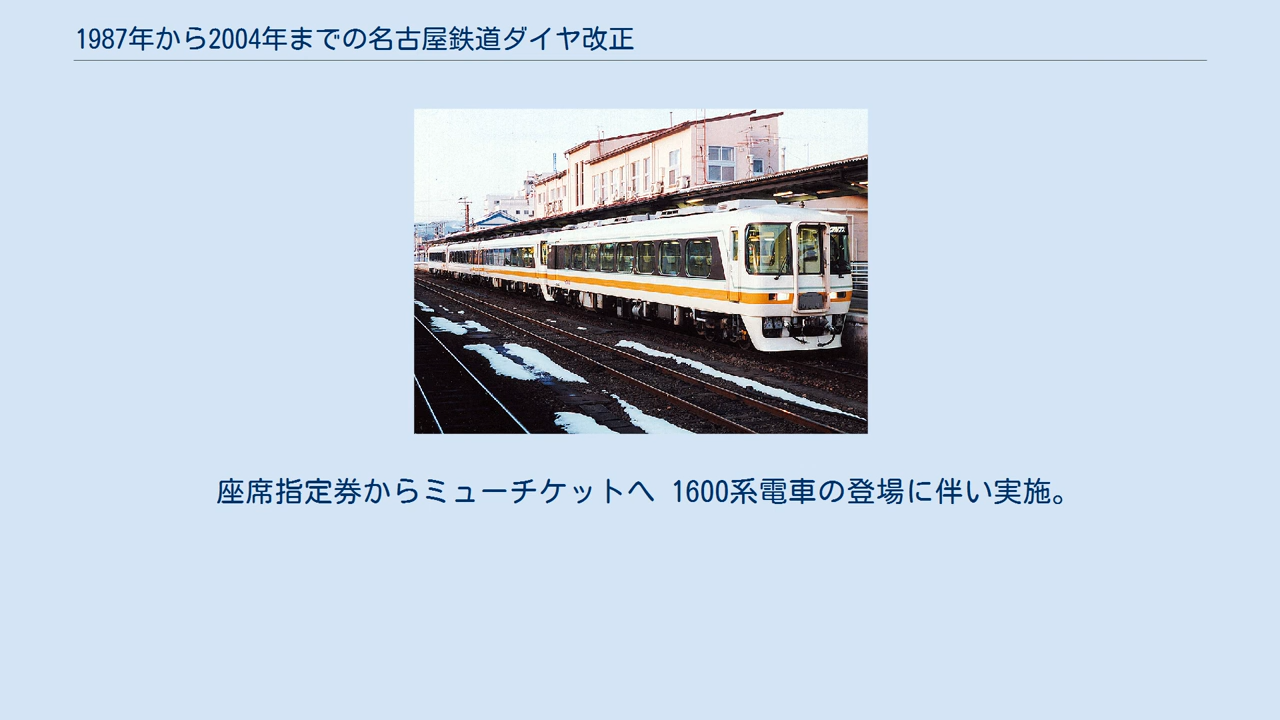 1987年から2004年までの名古屋鉄道ダイヤ改正
座席指定券からミューチケットへ 1600系電車の登場に伴い実施。